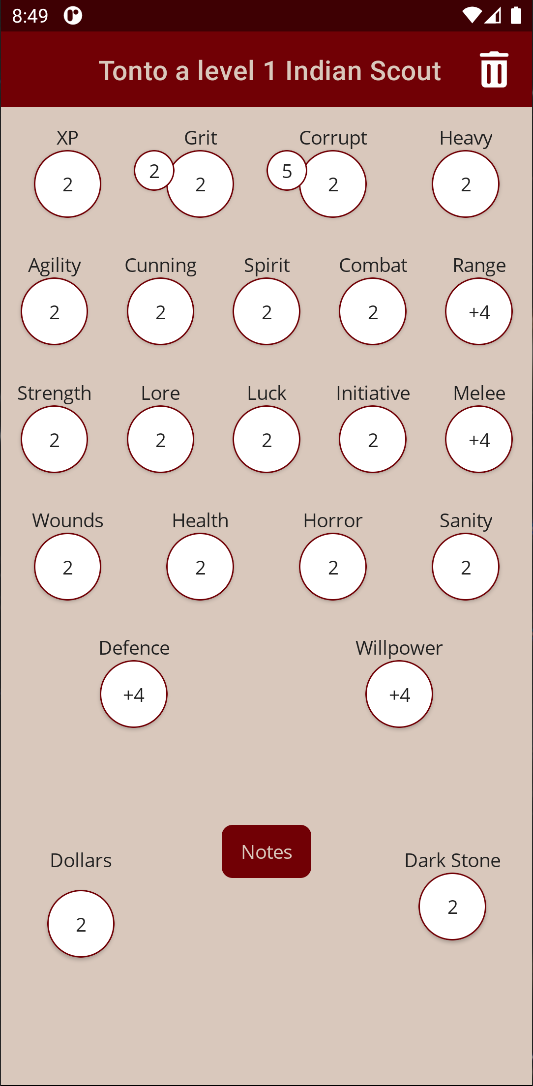 8:49
Tonto a level 1 Indian Scout
XP Grit Corrupt Heavy
2 2 2 5 2 2
Agility Cunning Spirit Combat Range
2 2 2 2 +4
Strength Lore Luck Initiative Melee
2 2 2 2 +4
Wounds Health Horror Sanity
2 2 2 2
Defence Willpower
+4 +4
Notes
Dollars Dark Stone
2 2